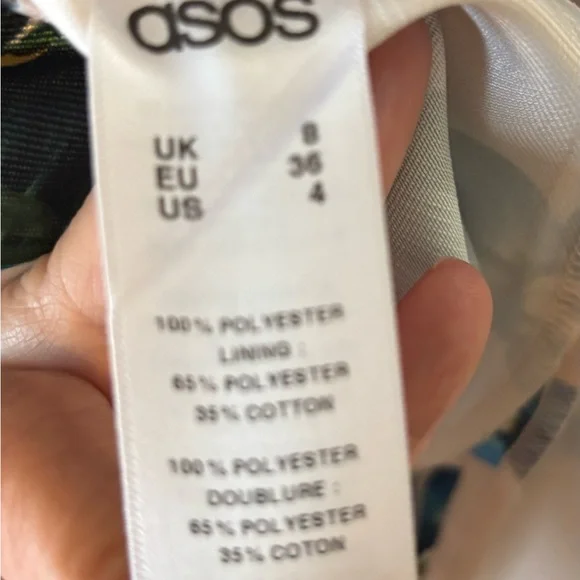 asos
UK 8
EU 36
US 4
100% POLYESTER
LINING :
65% POLYESTER
35% COTTON
100% POLYESTER
DOUBLURE :
65% POLYESTER
35% COTON